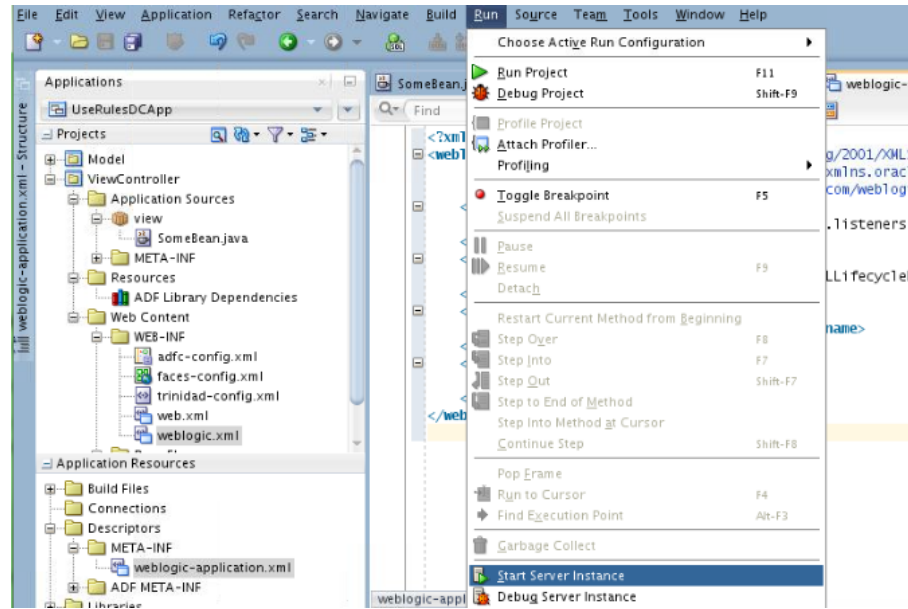 File Edit View Application Refactor Search Navigate Build Run Source Team Tools Window Help
Applications
UseRulesDCApp
Projects
Model
ViewController
Application Sources
view
SomeBean.java
META-INF
Resources
ADF Library Dependencies
Web Content
WEB-INF
adfc-config.xml
faces-config.xml
trinidad-config.xml
web.xml
weblogic.xml
Application Resources
Build Files
Connections
Descriptors
META-INF
weblogic-application.xml
ADF META-INF
Libraries
weblogic-application.xml - Structure
SomeBean.j
Find
<?xml
<webl
</web
weblogic-appl
Choose Active Run Configuration
Run Project F11
Debug Project Shift-F9
Profile Project
Attach Profiler...
Profiling
Toggle Breakpoint F5
Suspend All Breakpoints
Pause
Resume F9
Detach
Restart Current Method from Beginning
Step Over F8
Step Into F7
Step Out Shift-F7
Step to End of Method
Step Into Method at Cursor
Continue Step Shift-F8
Pop Frame
Run to Cursor F4
Find Execution Point Alt-F3
Garbage Collect
Start Server Instance
Debug Server Instance
weblogic-
g/2001/XMLS
xmlns.orac
com/weblog
.listeners
LLifecycle
name>